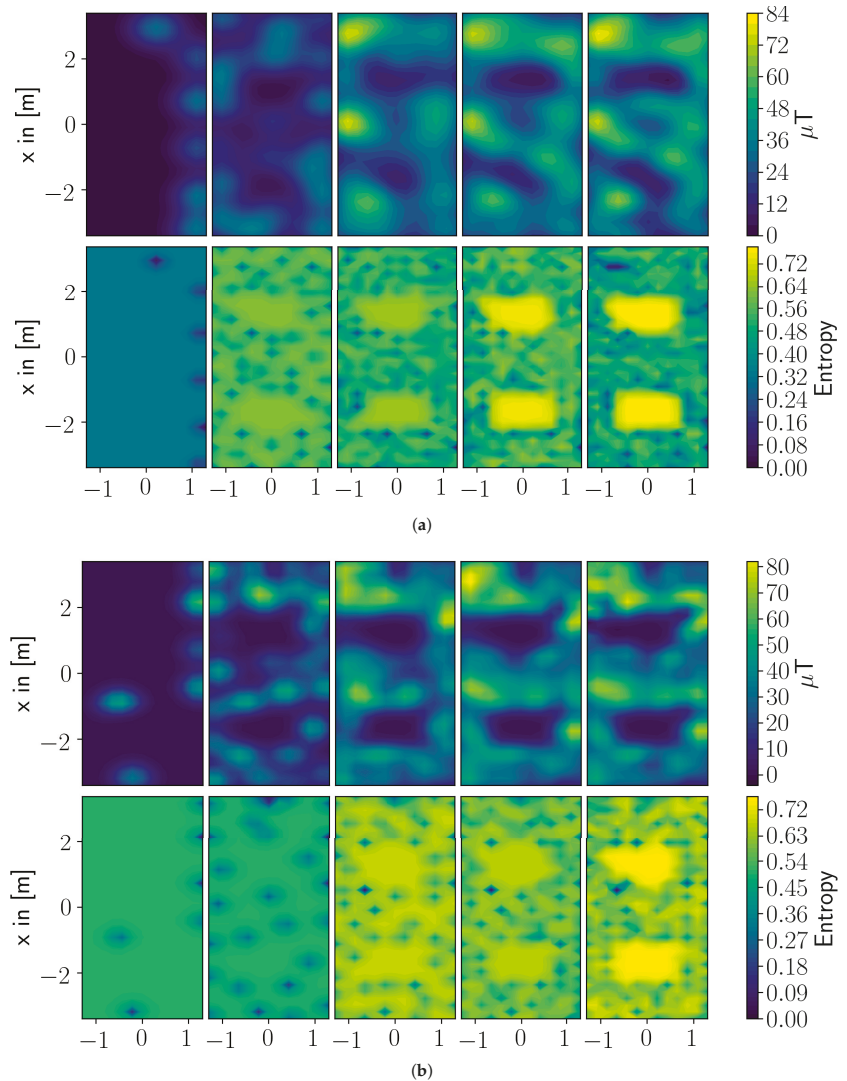 x in [m]
2
0
−2
84
72
60
48
36
24
12
0
μT
x in [m]
2
0
−2
−1 0 1
−1 0 1
−1 0 1
−1 0 1
−1 0 1
0.72
0.64
0.56
0.48
0.40
0.32
0.24
0.16
0.08
0.00
Entropy
(a)
x in [m]
2
0
−2
80
70
60
50
40
30
20
10
0
μT
x in [m]
2
0
−2
−1 0 1
−1 0 1
−1 0 1
−1 0 1
−1 0 1
0.72
0.63
0.54
0.45
0.36
0.27
0.18
0.09
0.00
Entropy
(b)